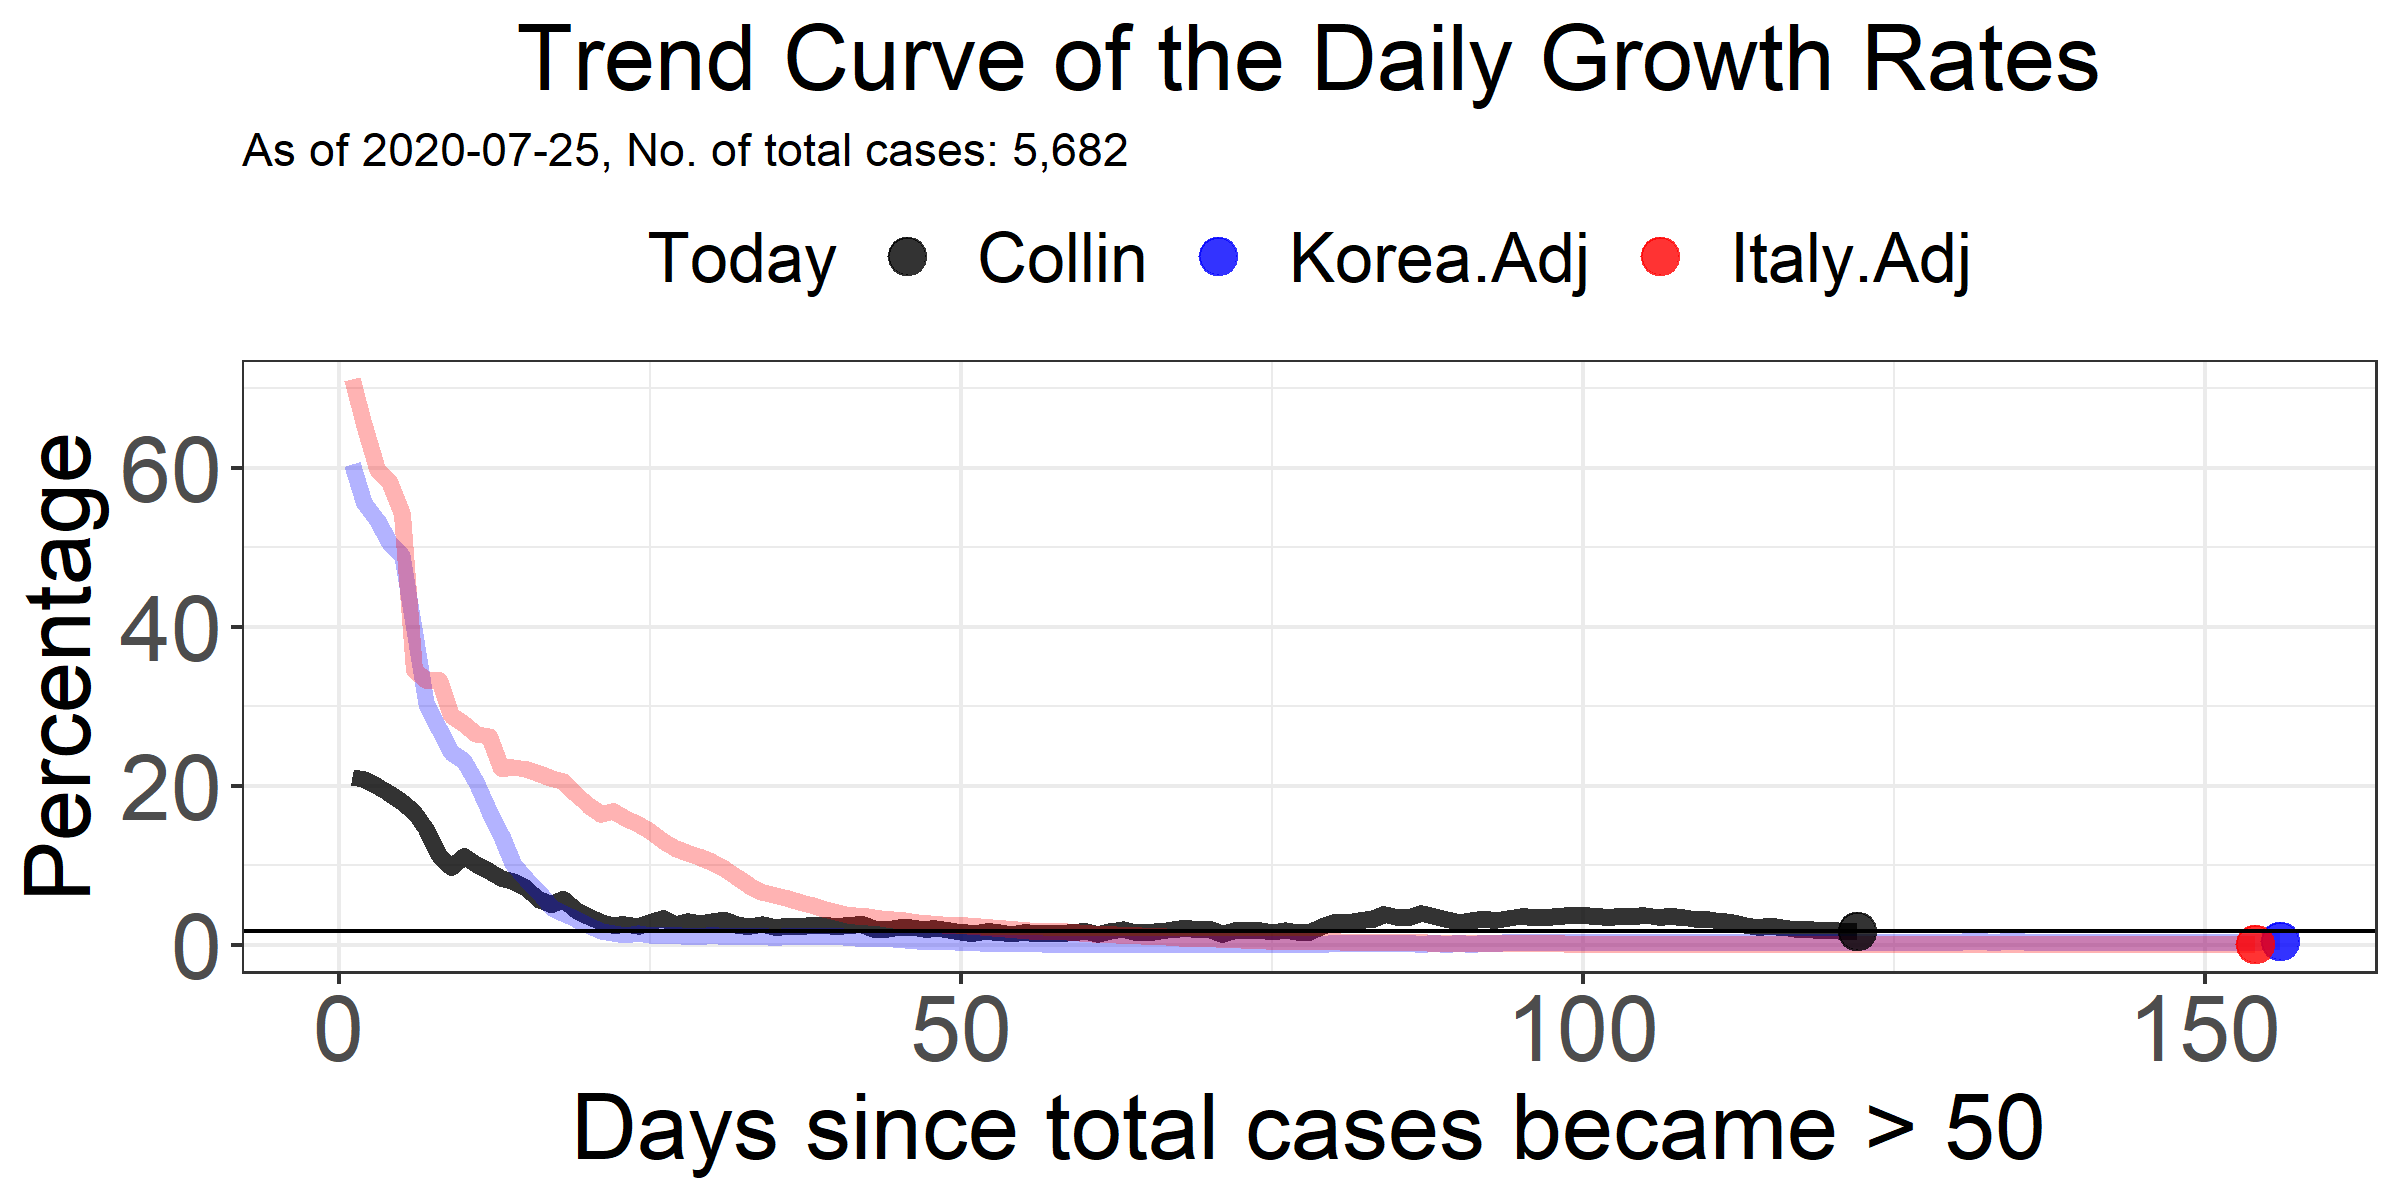 Trend Curve of the Daily Growth Rates
As of 2020-07-25, No. of total cases: 5,682
Today Collin Korea.Adj Italy.Adj
Percentage
60
40
20
0
0 50 100 150
Days since total cases became > 50